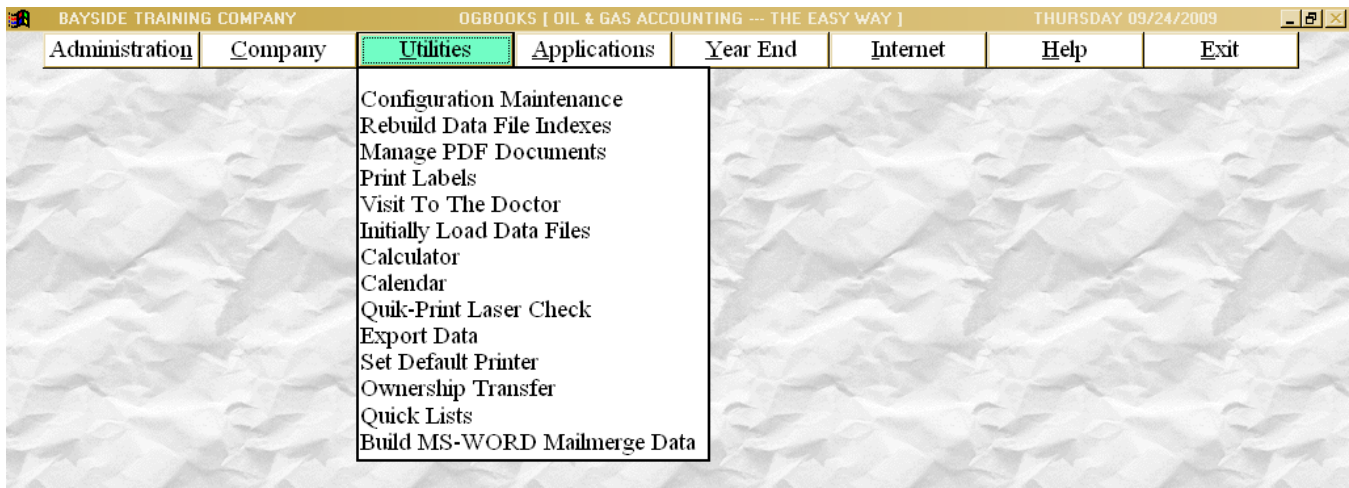 BAYSIDE TRAINING COMPANY OGBOOKS [ OIL & GAS ACCOUNTING --- THE EASY WAY ] THURSDAY 09/24/2009
Administration Company Utilities Applications Year End Internet Help Exit
Configuration Maintenance
Rebuild Data File Indexes
Manage PDF Documents
Print Labels
Visit To The Doctor
Initially Load Data Files
Calculator
Calendar
Quik-Print Laser Check
Export Data
Set Default Printer
Ownership Transfer
Quick Lists
Build MS-WORD Mailmerge Data